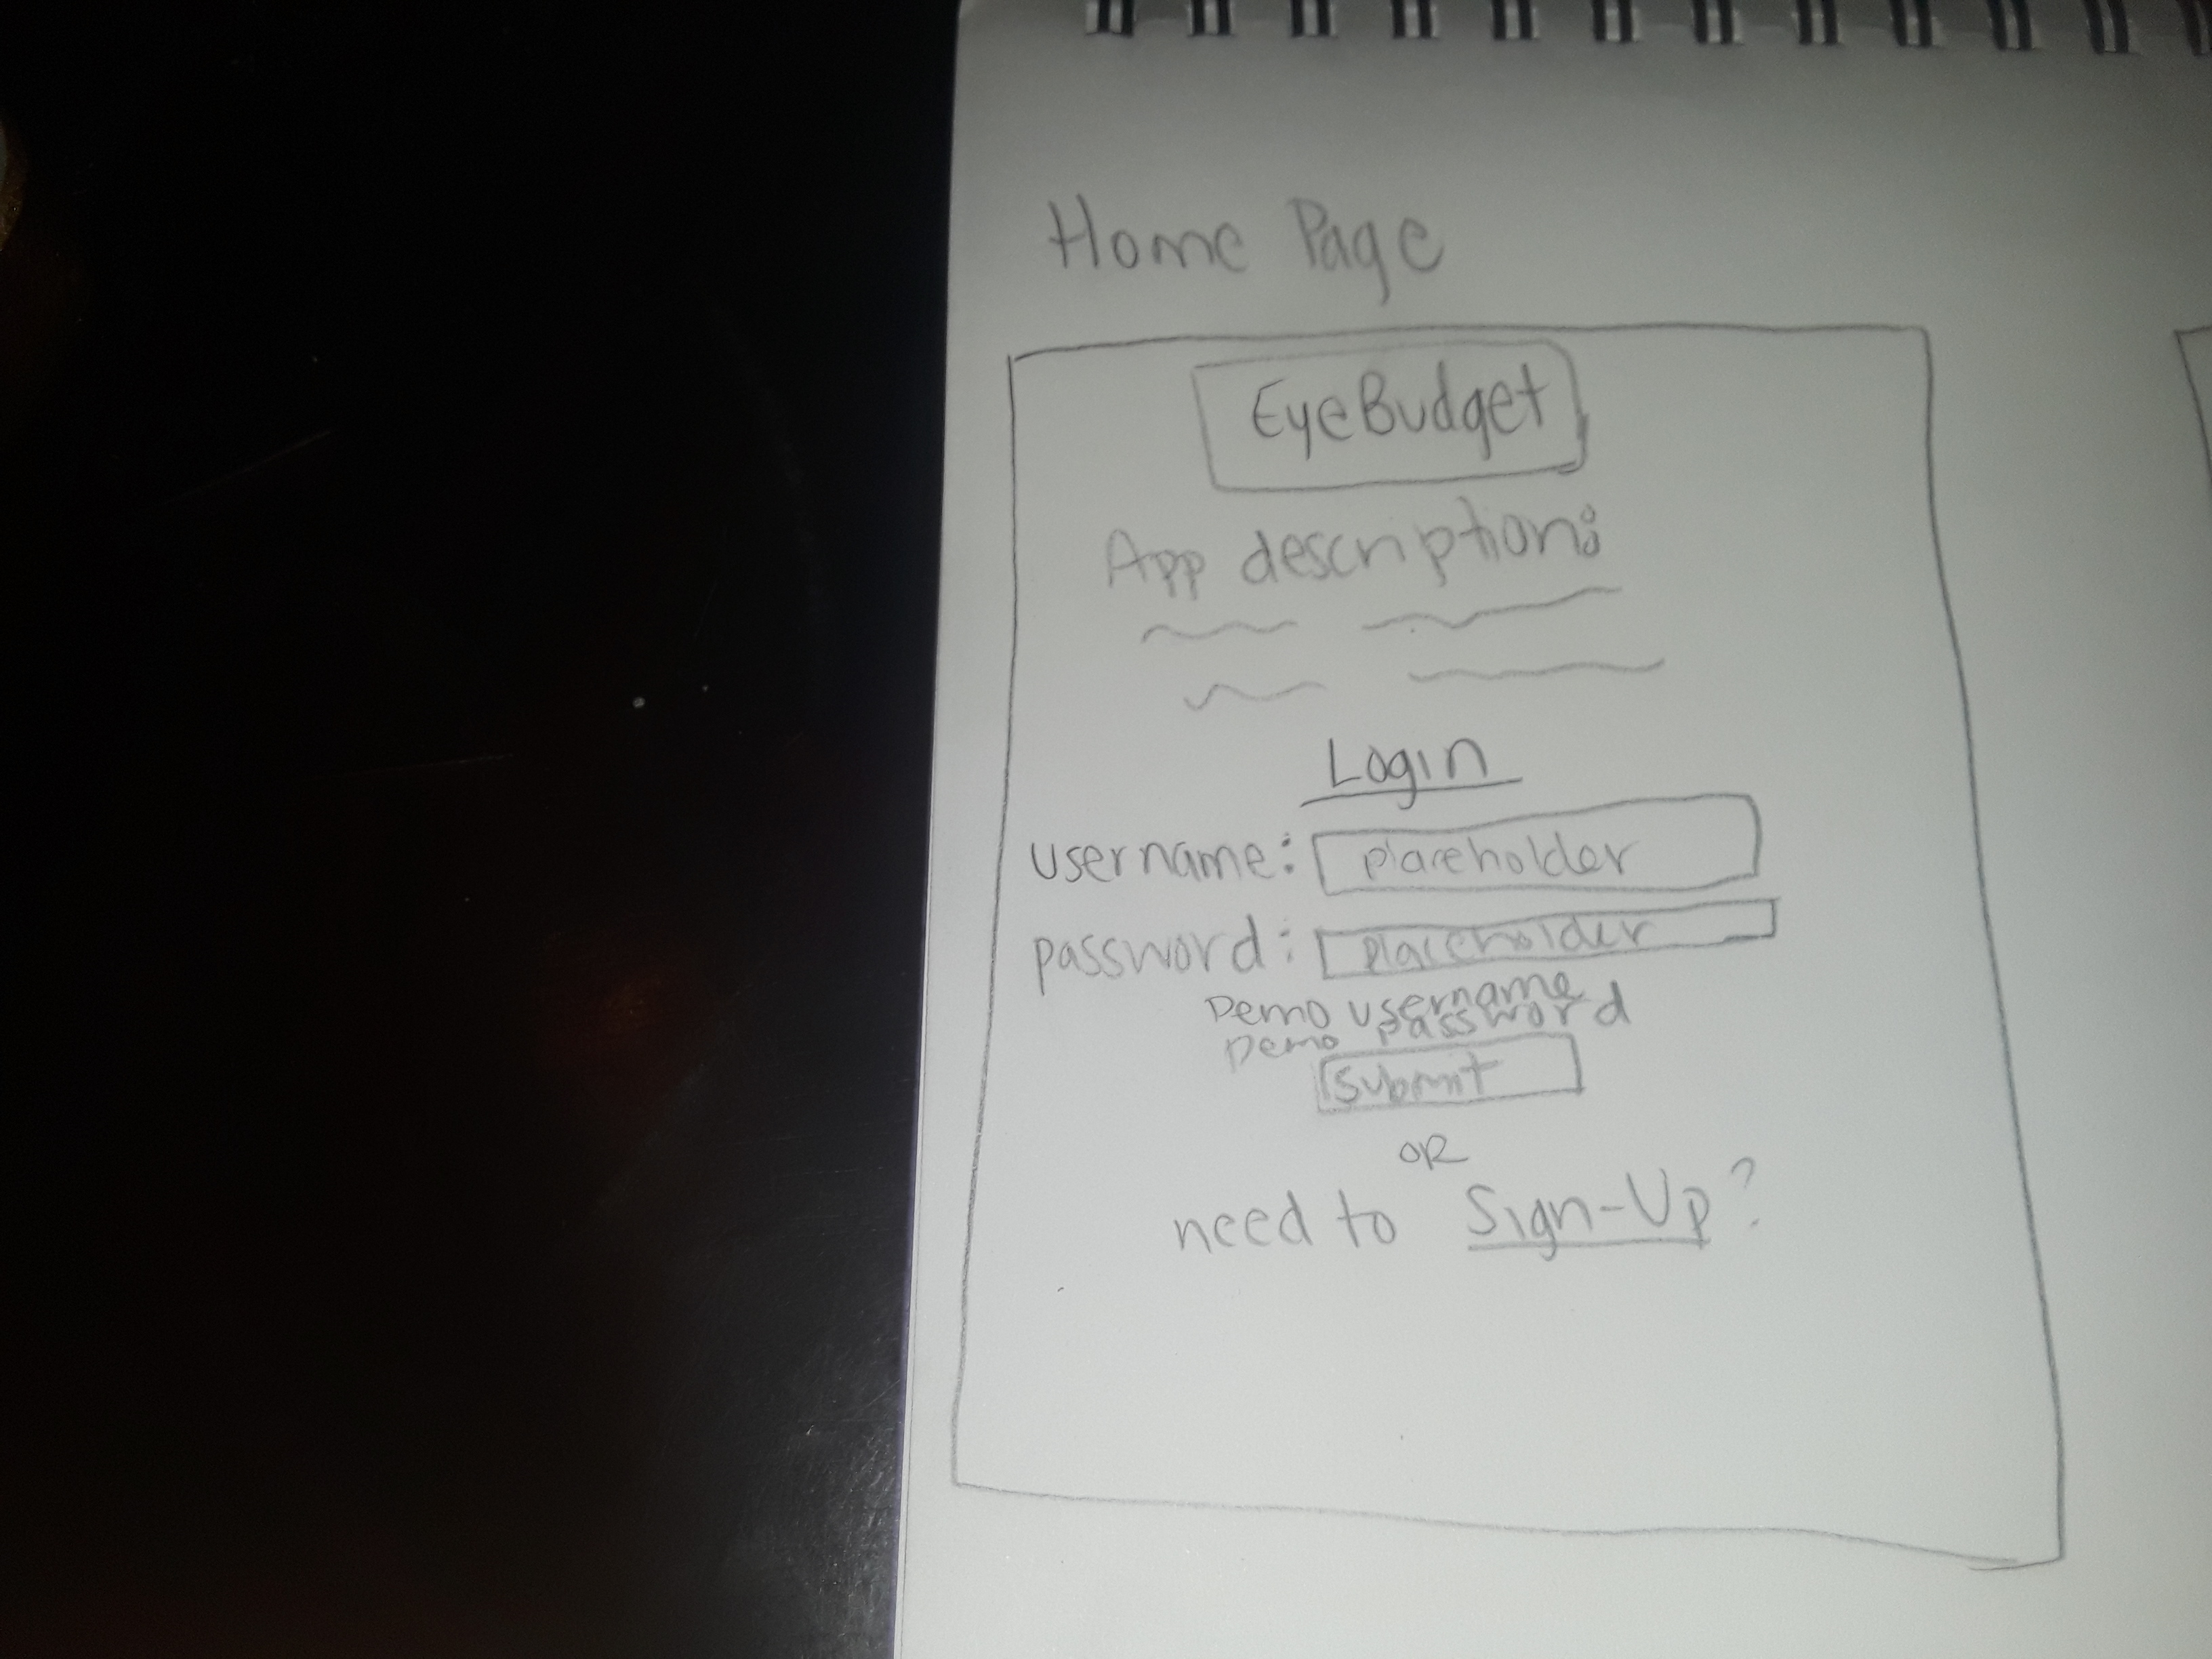 Home Page
EyeBudget
App description:
Login
username: placeholder
password: placeholder
Demo username
Demo password
Submit
OR
need to Sign-Up?